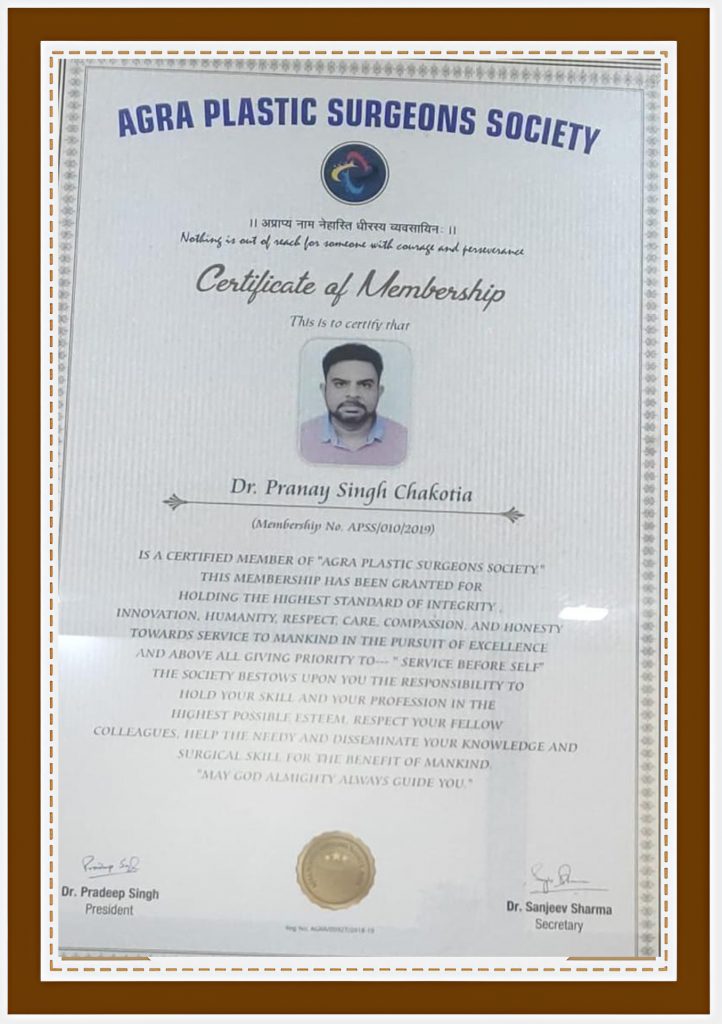 AGRA PLASTIC SURGEONS SOCIETY
।। अप्राप्य नाम नेहास्ति धीरस्य व्यवसायिनः ।।
Nothing is out of reach for someone with courage and perseverance
Certificate of Membership
This is to certify that
Dr. Pranay Singh Chakotia
(Membership No. APSS/010/2019)
IS A CERTIFIED MEMBER OF "AGRA PLASTIC SURGEONS SOCIETY."
THIS MEMBERSHIP HAS BEEN GRANTED FOR
HOLDING THE HIGHEST STANDARD OF INTEGRITY ,
INNOVATION, HUMANITY, RESPECT, CARE, COMPASSION, AND HONESTY
TOWARDS SERVICE TO MANKIND IN THE PURSUIT OF EXCELLENCE
AND ABOVE ALL GIVING PRIORITY TO--- " SERVICE BEFORE SELF"
THE SOCIETY BESTOWS UPON YOU THE RESPONSIBILITY TO
HOLD YOUR SKILL AND YOUR PROFESSION IN THE
HIGHEST POSSIBLE ESTEEM, RESPECT YOUR FELLOW
COLLEAGUES, HELP THE NEEDY AND DISSEMINATE YOUR KNOWLEDGE AND
SURGICAL SKILL FOR THE BENEFIT OF MANKIND.
"MAY GOD ALMIGHTY ALWAYS GUIDE YOU."
Dr. Pradeep Singh
President
Dr. Sanjeev Sharma
Secretary
Reg No.